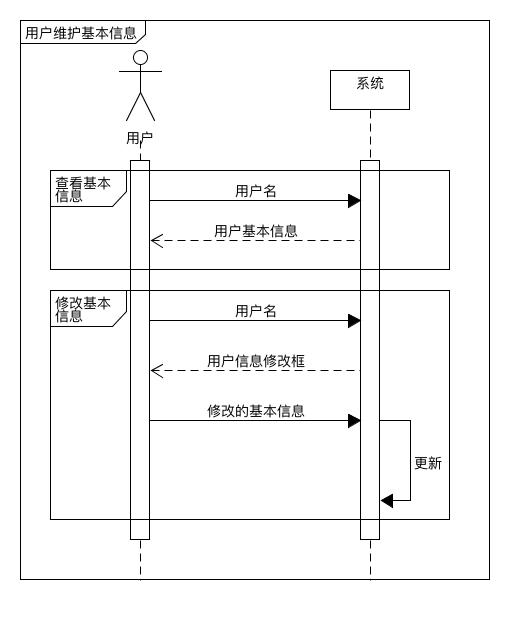 用户维护基本信息
用户
系统
查看基本
信息
用户名
用户基本信息
修改基本
信息
用户名
用户信息修改框
修改的基本信息
更新